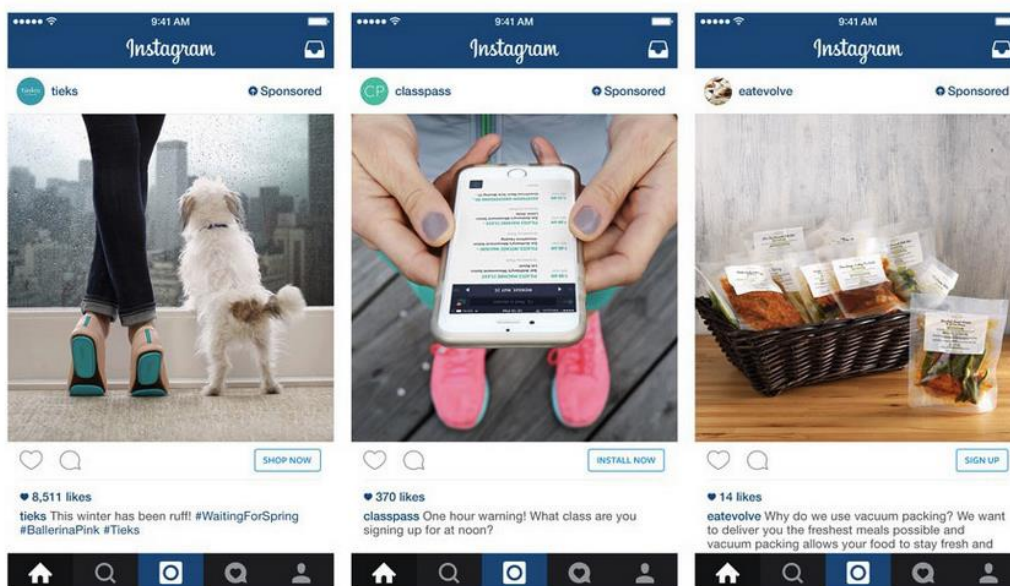 9:41 AM
Instagram
tieks
Sponsored
SHOP NOW
8,511 likes
tieks This winter has been ruff! #WaitingForSpring
#BallerinaPink #Tieks
9:41 AM
Instagram
CP
classpass
Sponsored
INSTALL NOW
370 likes
classpass One hour warning! What class are you
signing up for at noon?
9:41 AM
Instagram
eatevolve
Sponsored
SIGN UP
14 likes
eatevolve Why do we use vacuum packing? We want
to deliver you the freshest meals possible and
vacuum packing allows your food to stay fresh and